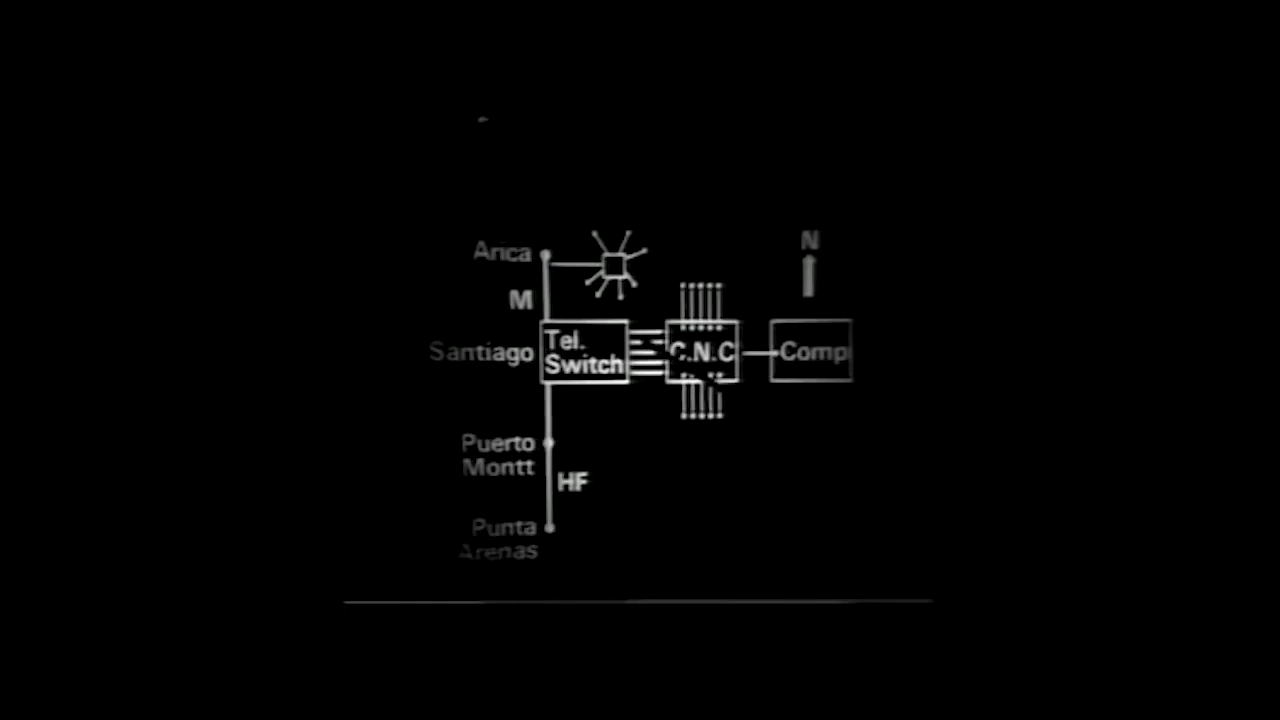 N
Arica
M
Tel.
Switch
Santiago
C.N.C
Comp
Puerto
Montt
HF
Punta
Arenas